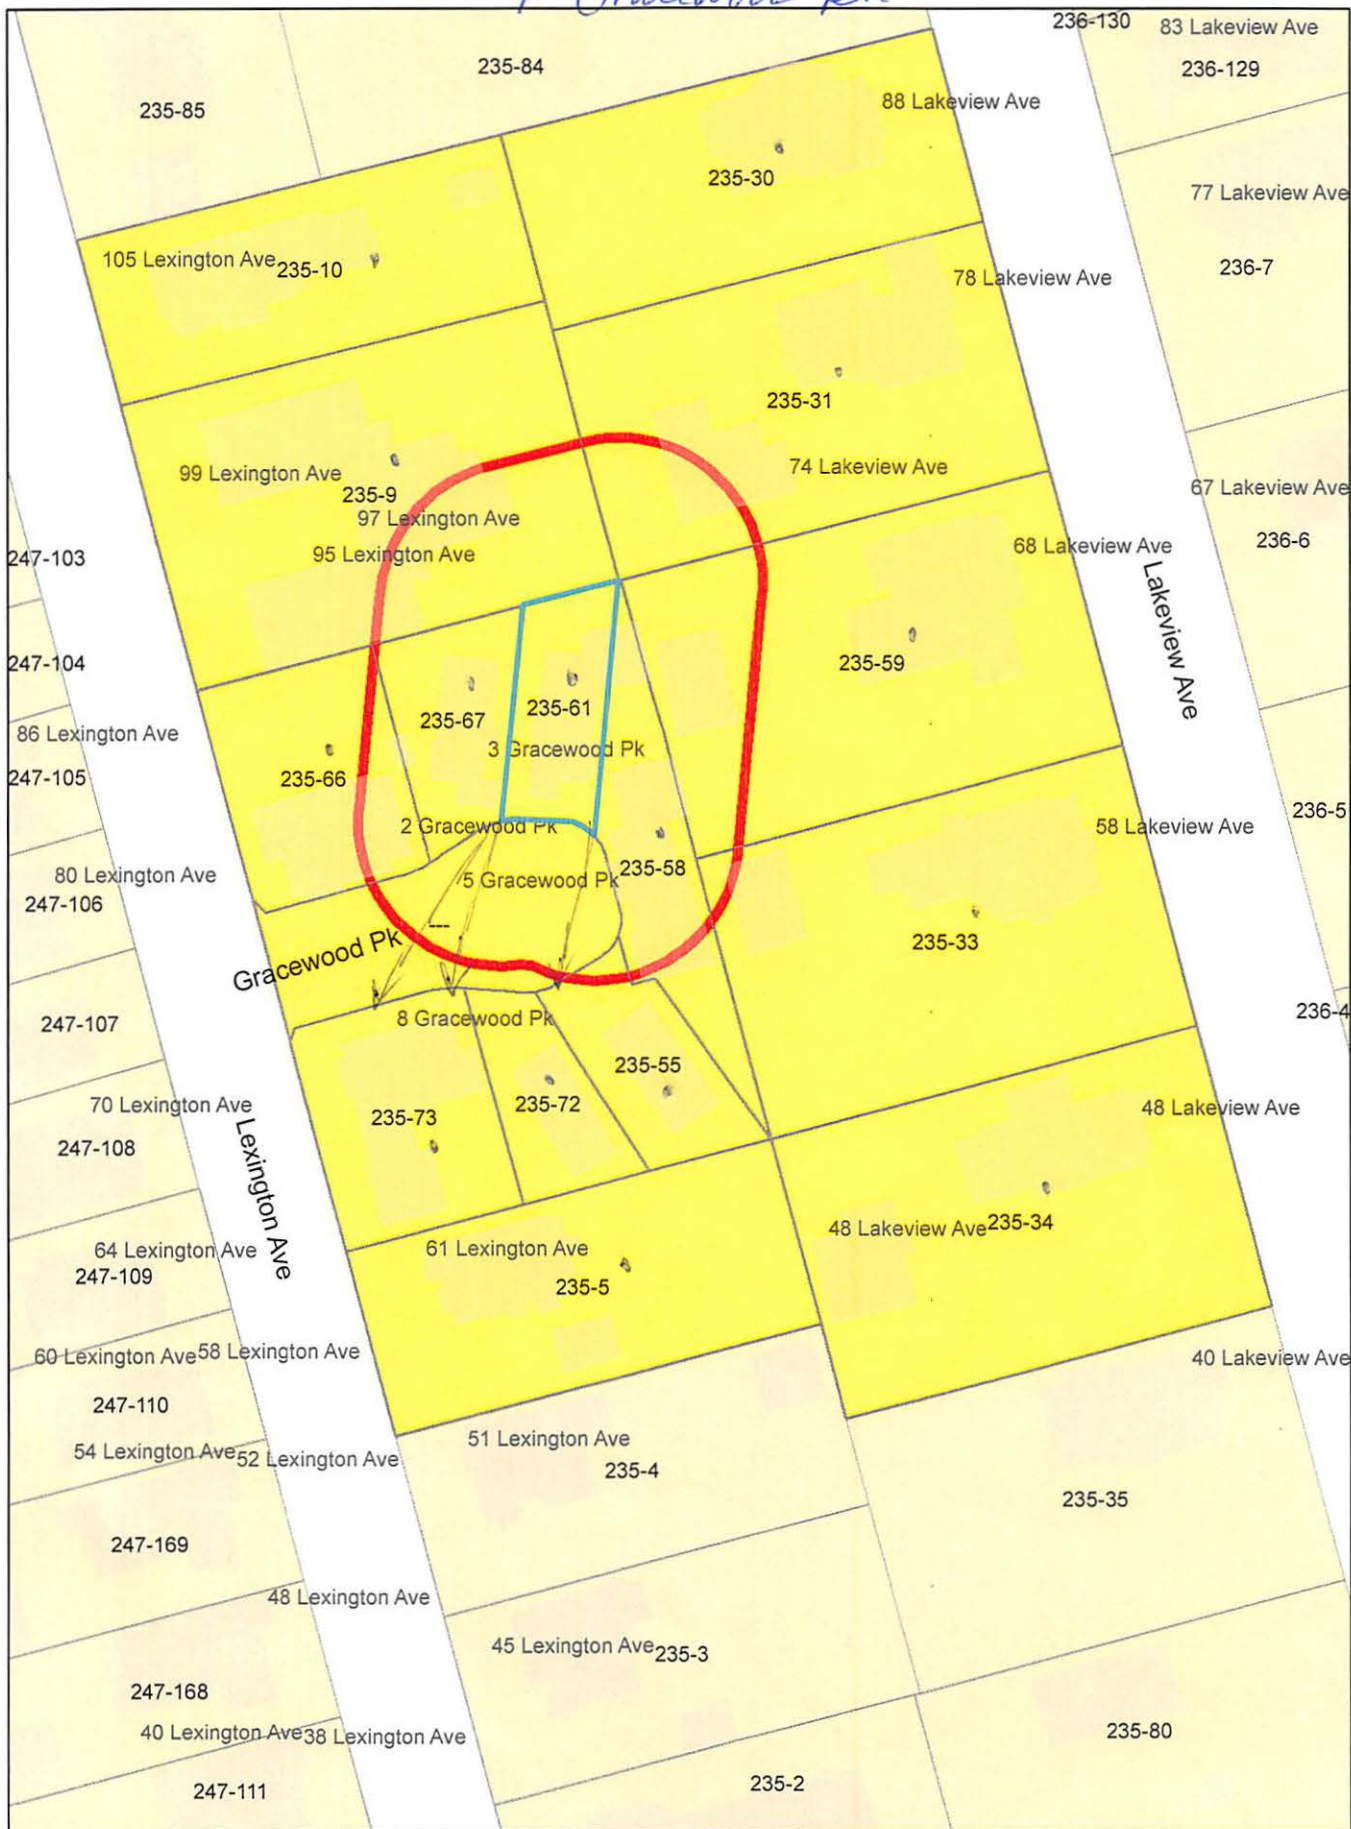 236-130
83 Lakeview Ave
235-84
236-129
235-85
88 Lakeview Ave
235-30
77 Lakeview Ave
105 Lexington Ave
235-10
236-7
78 Lakeview Ave
235-31
99 Lexington Ave
74 Lakeview Ave
235-9
67 Lakeview Ave
97 Lexington Ave
236-6
68 Lakeview Ave
95 Lexington Ave
247-103
Lakeview Ave
247-104
235-59
235-61
235-67
86 Lexington Ave
3 Gracewood Pk
247-105
235-66
236-5
2 Gracewood Pk
58 Lakeview Ave
235-58
80 Lexington Ave
5 Gracewood Pk
247-106
---
235-33
Gracewood Pk
236-4
247-107
8 Gracewood Pk
235-55
70 Lexington Ave
235-72
48 Lakeview Ave
235-73
247-108
Lexington Ave
48 Lakeview Ave
235-34
64 Lexington Ave
61 Lexington Ave
247-109
235-5
60 Lexington Ave
58 Lexington Ave
40 Lakeview Ave
247-110
51 Lexington Ave
54 Lexington Ave
52 Lexington Ave
235-4
235-35
247-169
48 Lexington Ave
45 Lexington Ave
235-3
247-168
40 Lexington Ave
38 Lexington Ave
235-80
235-2
247-111